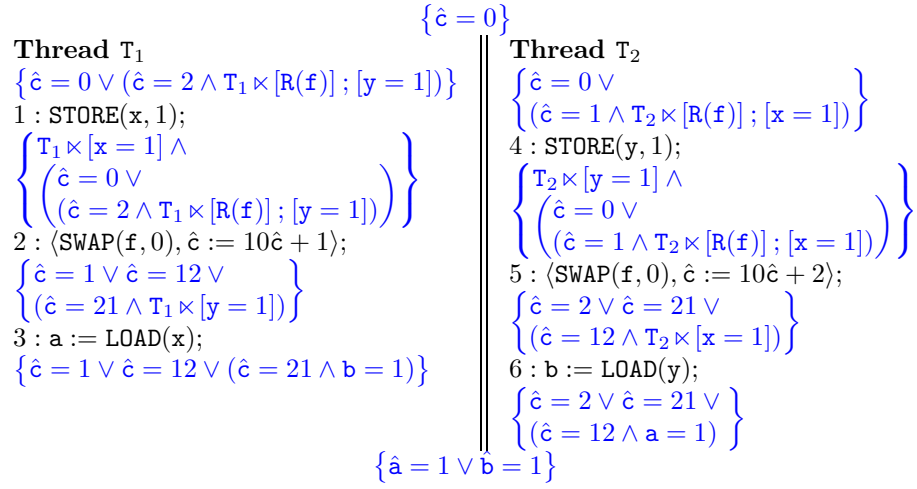 {ĉ = 0}
Thread T₁
{ĉ = 0 ∨ (ĉ = 2 ∧ T₁ ⋉ [R(f)] ; [y = 1])}
1 : STORE(x, 1);
{T₁ ⋉ [x = 1] ∧
(ĉ = 0 ∨
(ĉ = 2 ∧ T₁ ⋉ [R(f)] ; [y = 1]))}
2 : ⟨SWAP(f, 0), ĉ := 10ĉ + 1⟩;
{ĉ = 1 ∨ ĉ = 12 ∨
(ĉ = 21 ∧ T₁ ⋉ [y = 1])}
3 : a := LOAD(x);
{ĉ = 1 ∨ ĉ = 12 ∨ (ĉ = 21 ∧ b = 1)}
Thread T₂
{ĉ = 0 ∨
(ĉ = 1 ∧ T₂ ⋉ [R(f)] ; [x = 1])}
4 : STORE(y, 1);
{T₂ ⋉ [y = 1] ∧
(ĉ = 0 ∨
(ĉ = 1 ∧ T₂ ⋉ [R(f)] ; [x = 1]))}
5 : ⟨SWAP(f, 0), ĉ := 10ĉ + 2⟩;
{ĉ = 2 ∨ ĉ = 21 ∨
(ĉ = 12 ∧ T₂ ⋉ [x = 1])}
6 : b := LOAD(y);
{ĉ = 2 ∨ ĉ = 21 ∨
(ĉ = 12 ∧ a = 1)}
{â = 1 ∨ b̂ = 1}